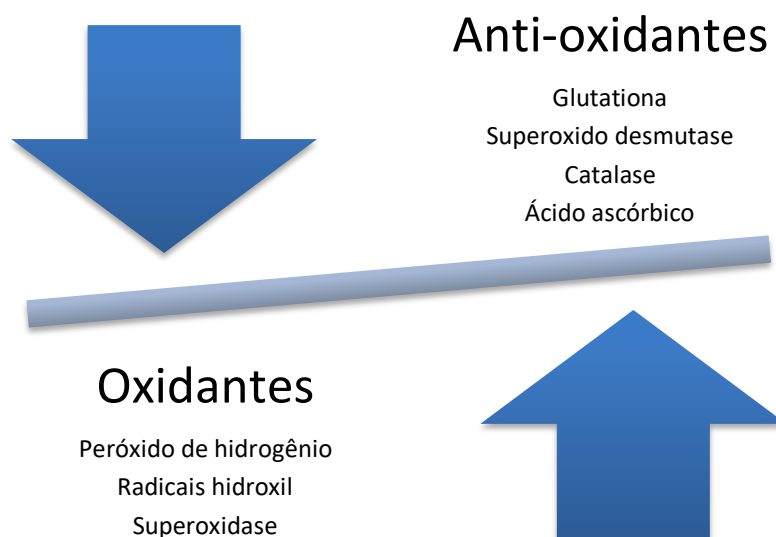 Anti-oxidantes
Glutationa
Superoxido desmutase
Catalase
Ácido ascórbico
Oxidantes
Peróxido de hidrogênio
Radicais hidroxil
Superoxidase